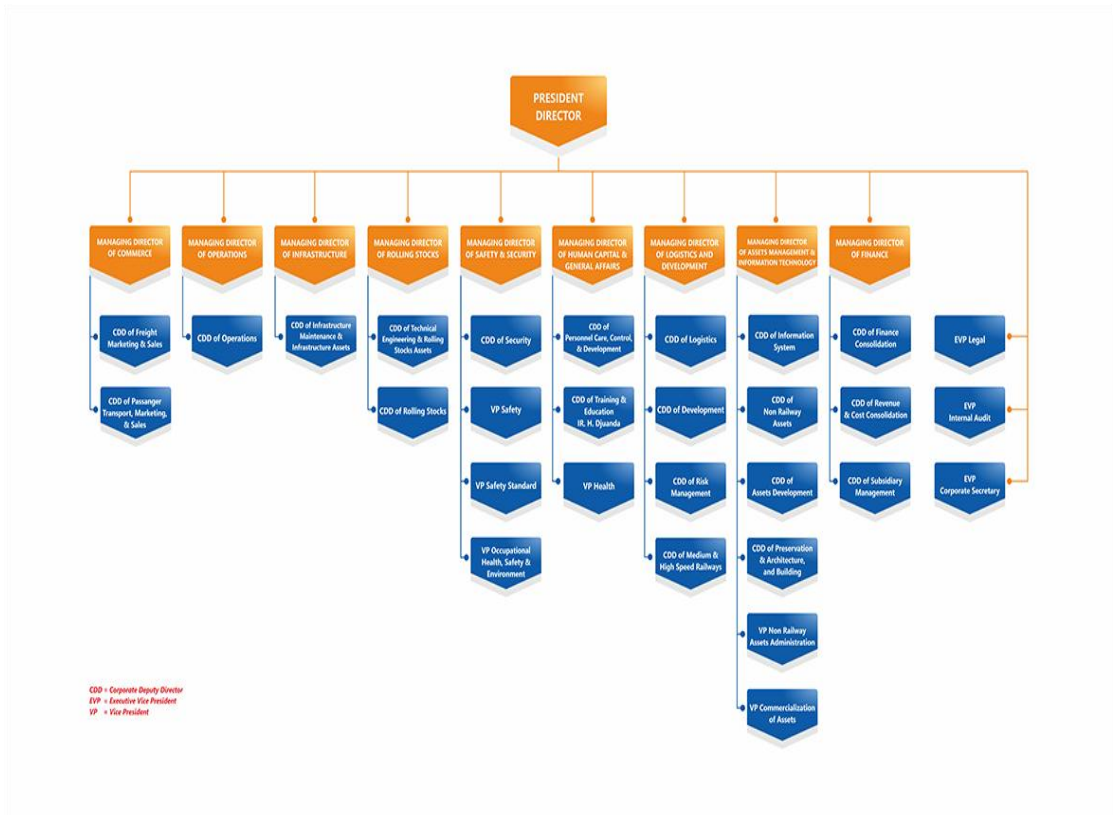 PRESIDENT
DIRECTOR
MANAGING DIRECTOR
OF COMMERCE
MANAGING DIRECTOR
OF OPERATIONS
MANAGING DIRECTOR
OF INFRASTRUCTURE
MANAGING DIRECTOR
OF ROLLING STOCKS
MANAGING DIRECTOR
OF SAFETY & SECURITY
MANAGING DIRECTOR
OF HUMAN CAPITAL &
GENERAL AFFAIRS
MANAGING DIRECTOR
OF LOGISTICS AND
DEVELOPMENT
MANAGING DIRECTOR
OF ASSETS MANAGEMENT &
INFORMATION TECHNOLOGY
MANAGING DIRECTOR
OF FINANCE
CDD of Freight
Marketing & Sales
CDD of Operations
CDD of Infrastructure
Maintenance &
Infrastructure Assets
CDD of Technical
Engineering & Rolling
Stocks Assets
CDD of Security
CDD of
Personnel Care, Control,
& Development
CDD of Logistics
CDD of Information
System
CDD of Finance
Consolidation
EVP Legal
CDD of Passanger
Transport, Marketing,
& Sales
CDD of Rolling Stocks
VP Safety
CDD of Training &
Education
IR. H. Djuanda
CDD of Development
CDD of
Non Railway
Assets
CDD of Revenue
& Cost Consolidation
EVP
Internal Audit
VP Safety Standard
VP Health
CDD of Risk
Management
CDD of
Assets Development
CDD of Subsidiary
Management
EVP
Corporate Secretary
VP Occupational
Health, Safety &
Environment
CDD of Medium &
High Speed Railways
CDD of Preservation
& Architecture,
and Building
VP Non Railway
Assets Administration
VP Commercialization
of Assets
CDD = Corporate Deputy Director
EVP = Executive Vice President
VP = Vice President